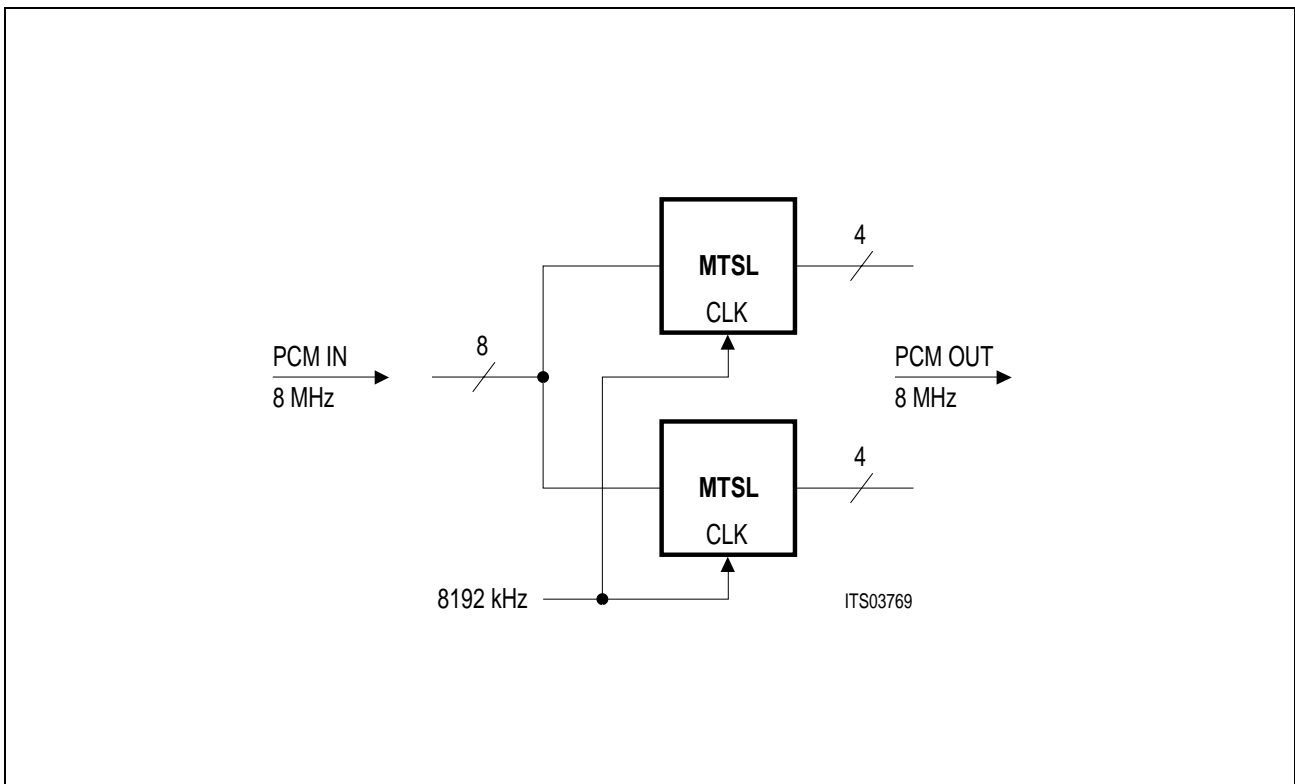 4
MTSL
CLK
8
PCM IN
8 MHz
PCM OUT
8 MHz
4
MTSL
CLK
8192 kHz
ITS03769